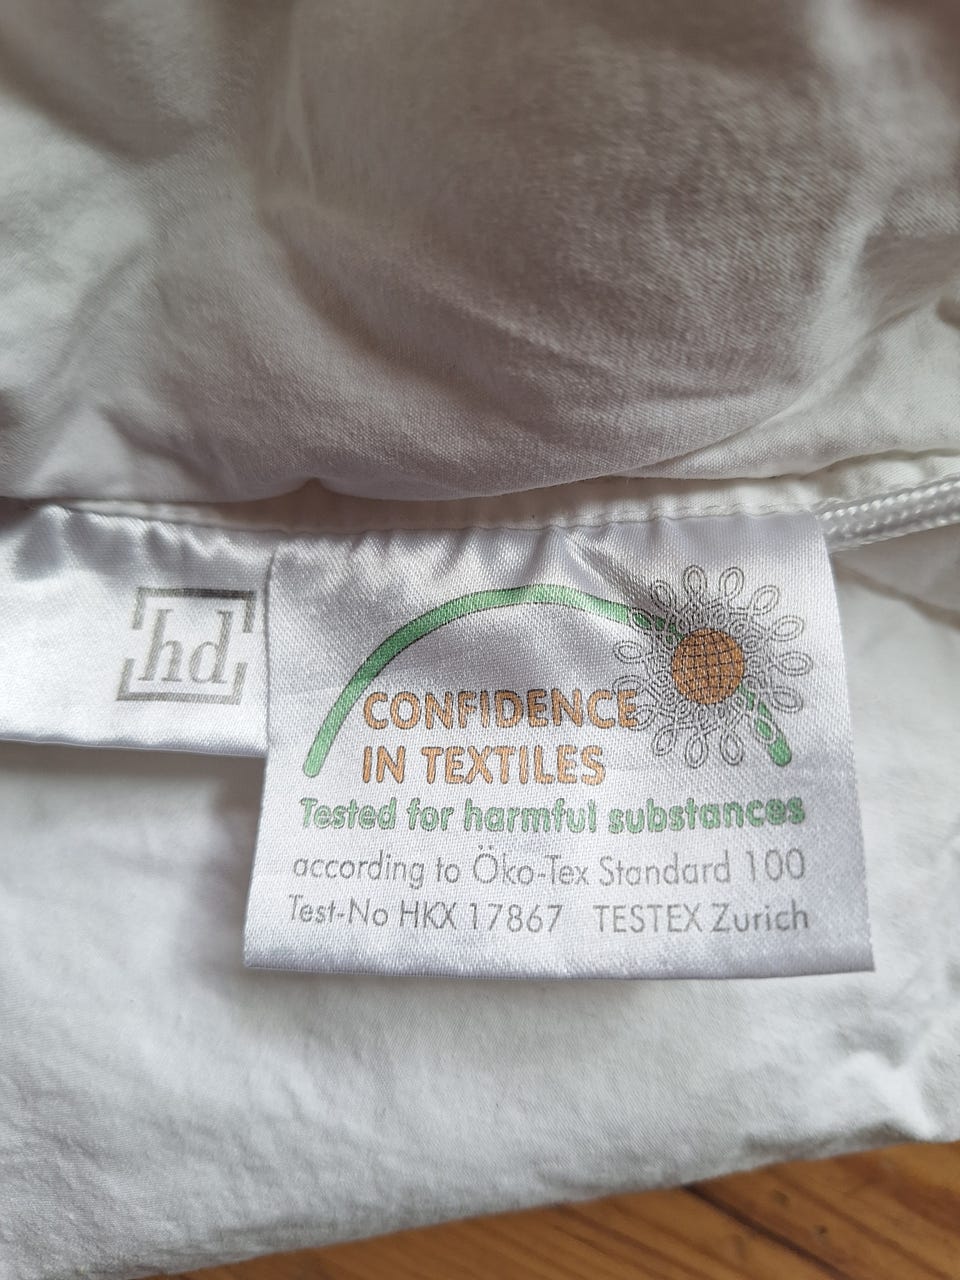 hd
CONFIDENCE
IN TEXTILES
Tested for harmful substances
according to Öko-Tex Standard 100
Test-No HKX 17867 TESTEX Zurich